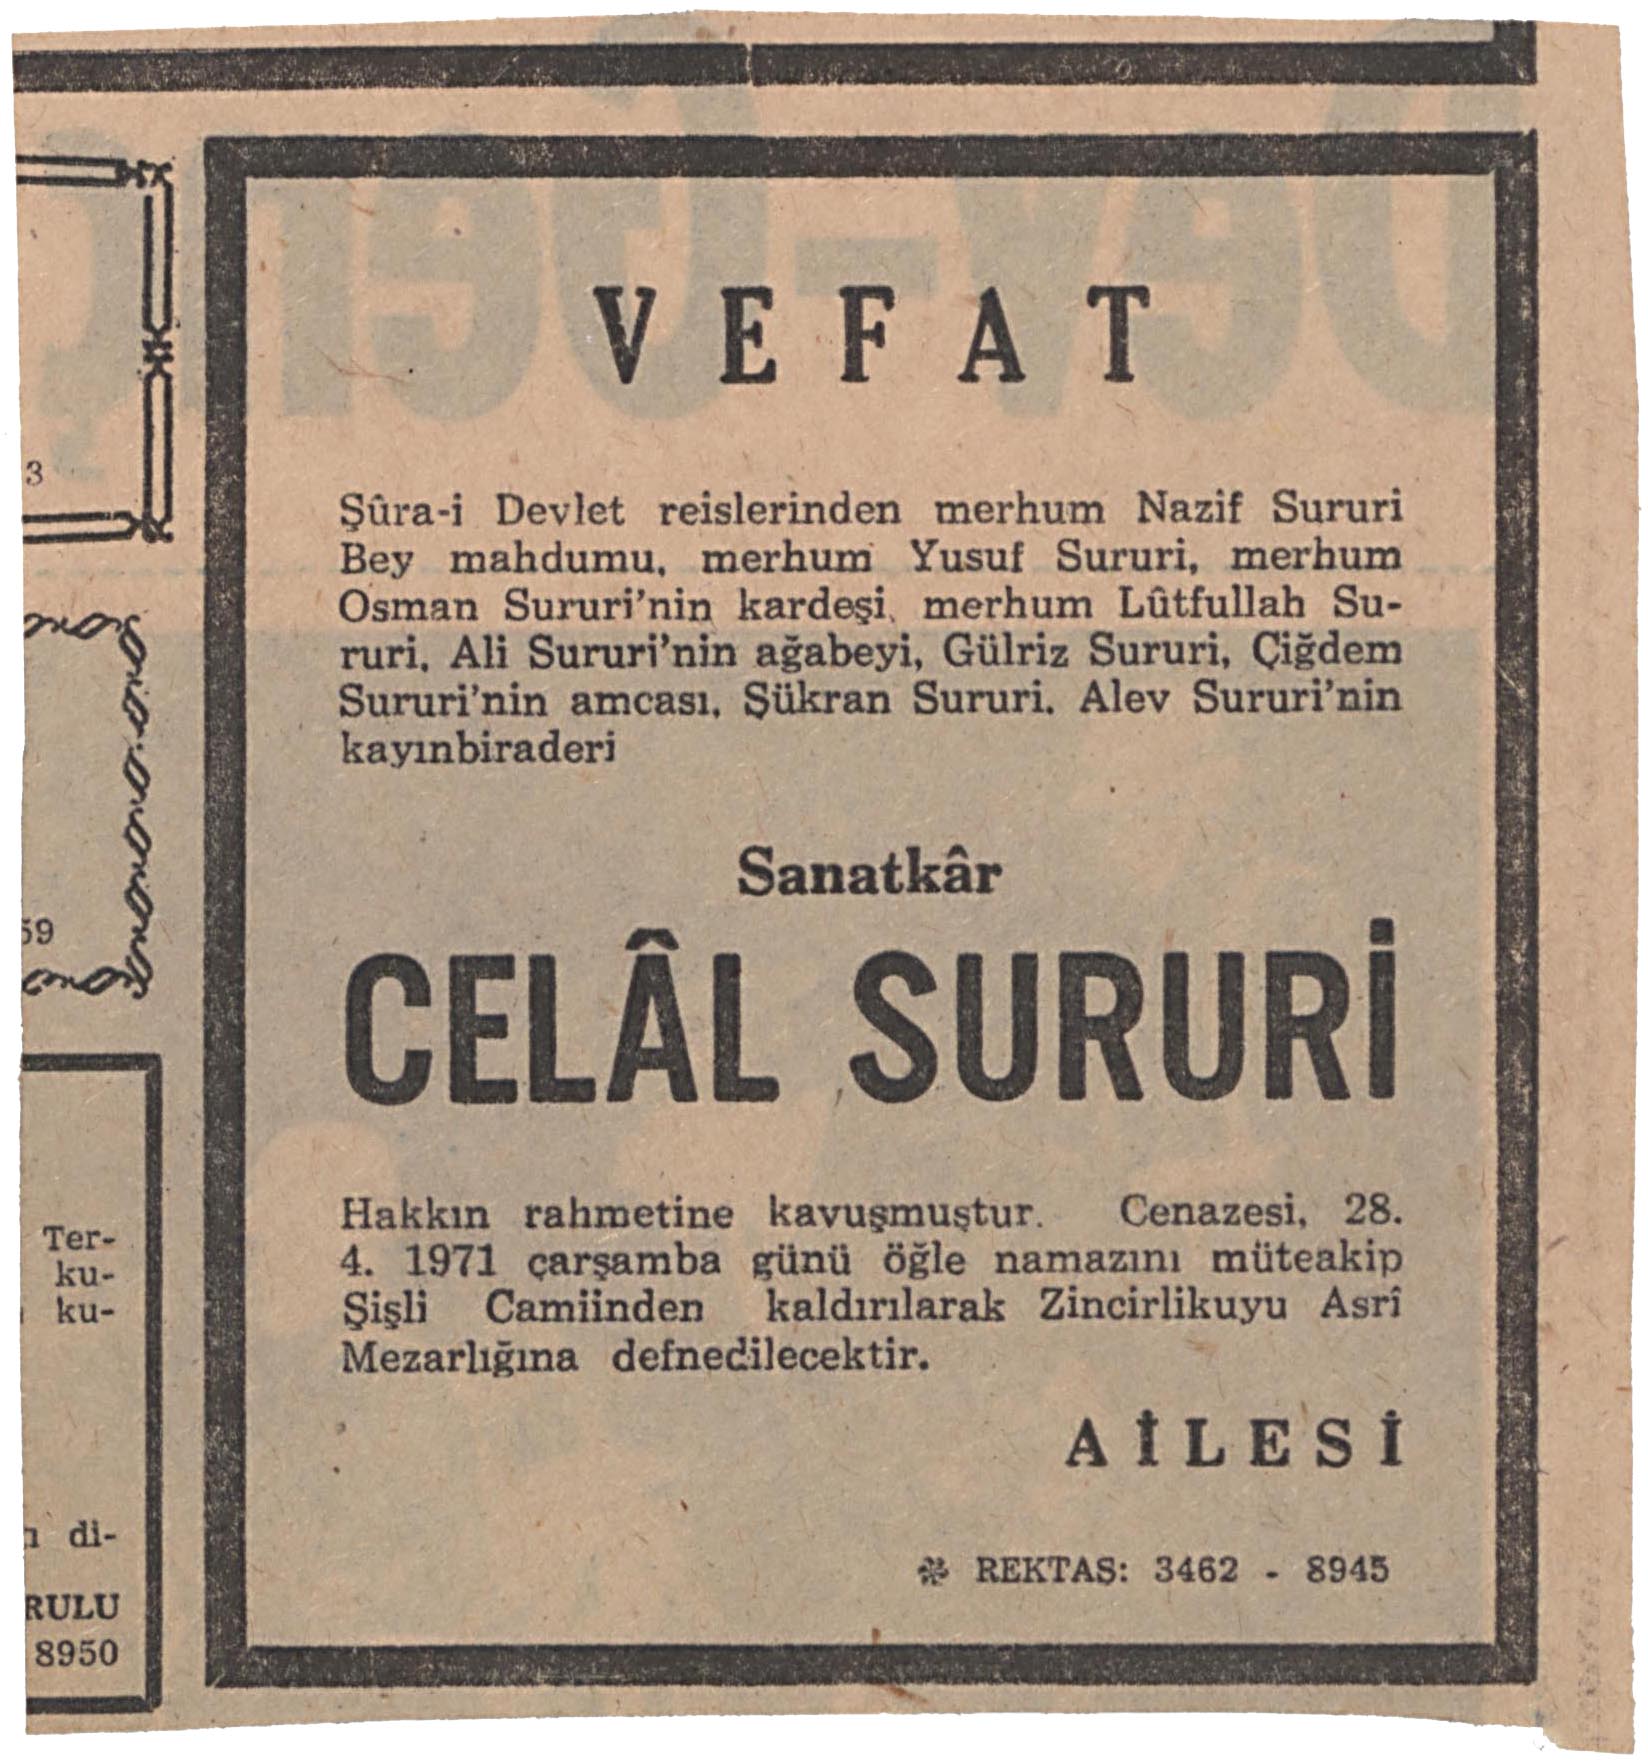 VEFAT
Şûra-i Devlet reislerinden merhum Nazif Sururi
Bey mahdumu, merhum Yusuf Sururi, merhum
Osman Sururi'nin kardeşi, merhum Lûtfullah Su-
ruri, Ali Sururi'nin ağabeyi, Gülriz Sururi, Çiğdem
Sururi'nin amcası, Şükran Sururi, Alev Sururi'nin
kayınbiraderi
Sanatkâr
CELÂL SURURİ
Hakkın rahmetine kavuşmuştur. Cenazesi, 28.
4. 1971 çarşamba günü öğle namazını müteakip
Şişli Camiinden kaldırılarak Zincirlikuyu Asrî
Mezarlığına defnedilecektir.
AİLESİ
REKTAŞ: 3462 - 8945
3
59
Ter-
ku-
ku-
di-
RULU
8950